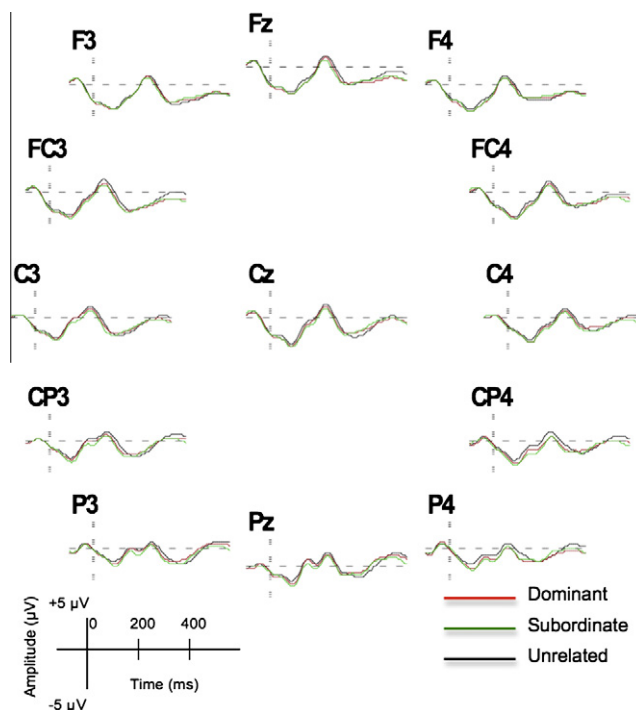 F3 Fz F4
FC3 FC4
C3 Cz C4
CP3 CP4
P3 Pz P4
+5 µV
0 200 400
Amplitude (µV)
Time (ms)
-5 µV
Dominant
Subordinate
Unrelated